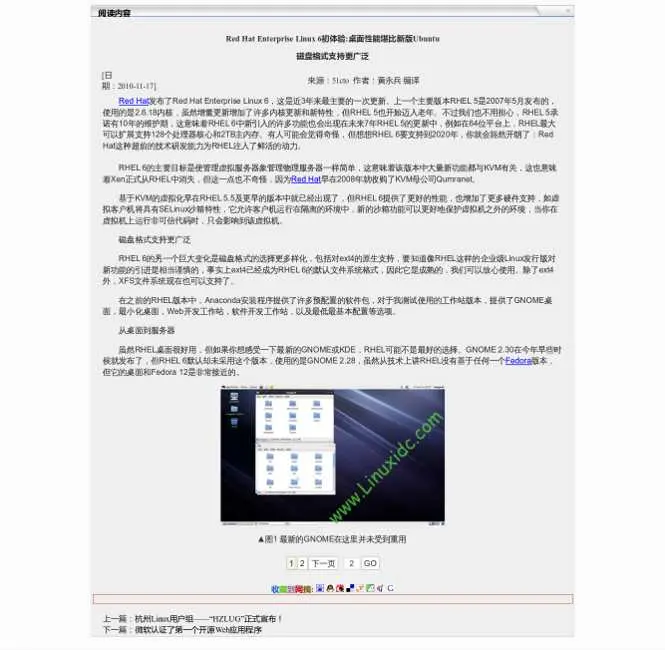 阅读内容
Red Hat Enterprise Linux 6初体验:桌面性能堪比新版Ubuntu
磁盘格式支持更广泛
[日
期：2010-11-17]
来源：51cto 作者：黄永兵 编译
Red Hat发布了Red Hat Enterprise Linux 6，这是近3年来最主要的一次更新。上一个主要版本RHEL 5是2007年5月发布的，
使用的是2.6.18内核，虽然增量更新增加了许多内核更新和新特性，但RHEL 5也开始迈入老年。不过我们也不用担心，RHEL 5承
诺有10年的维护期，这意味着RHEL 6中新引入的许多功能也会出现在未来7年RHEL 5的更新中，例如在64位平台上，RHEL最大
可以扩展支持128个处理器核心和2TB主内存。有人可能会觉得奇怪，但想想RHEL 6要支持到2020年，你就会豁然开朗了：Red
Hat这种超前的技术研发能力为RHEL注入了鲜活的动力。
RHEL 6的主要目标是使管理虚拟服务器象管理物理服务器一样简单，这意味着该版本中大量新功能都与KVM有关，这也意味
着Xen正式从RHEL中消失，但这一点也不奇怪，因为Red Hat早在2008年就收购了KVM母公司Qumranet。
基于KVM的虚拟化早在RHEL 5.5及更早的版本中就已经出现了，但RHEL 6提供了更好的性能，也增加了更多硬件支持，如虚
拟客户机将具有SELinux沙箱特性，它允许客户机运行在隔离的环境中，新的沙箱功能可以更好地保护虚拟机之外的环境，当你在
虚拟机上运行非可信代码时，只会影响到该虚拟机。
磁盘格式支持更广泛
RHEL 6的另一个巨大变化是磁盘格式的选择更多样化，包括对ext4的原生支持，要知道像RHEL这样的企业级Linux发行版对
新功能的引进是相当谨慎的，事实上ext4已经成为RHEL 6的默认文件系统格式，因此它是成熟的，我们可以放心使用。除了ext4
外，XFS文件系统现在也可以支持了。
在之前的RHEL版本中，Anaconda安装程序提供了许多预配置的软件包，对于我测试使用的工作站版本，提供了GNOME桌
面，最小化桌面，Web开发工作站，软件开发工作站，以及最低最基本配置等选项。
从桌面到服务器
虽然RHEL桌面很好用，但如果你想感受一下最新的GNOME或KDE，RHEL可能不是最好的选择。GNOME 2.30在今年早些时
侯就发布了，但RHEL 6默认却未采用这个版本，使用的是GNOME 2.28，虽然从技术上讲RHEL没有基于任何一个Fedora版本，
但它的桌面和Fedora 12是非常接近的。
www.Linuxidc.com
▲图1 最新的GNOME在这里并未受到重用
1 2 下一页 2 GO
收藏到网摘:
上一篇：杭州Linux用户组——“HZLUG”正式宣布！
下一篇：微软认证了第一个开源Web应用程序